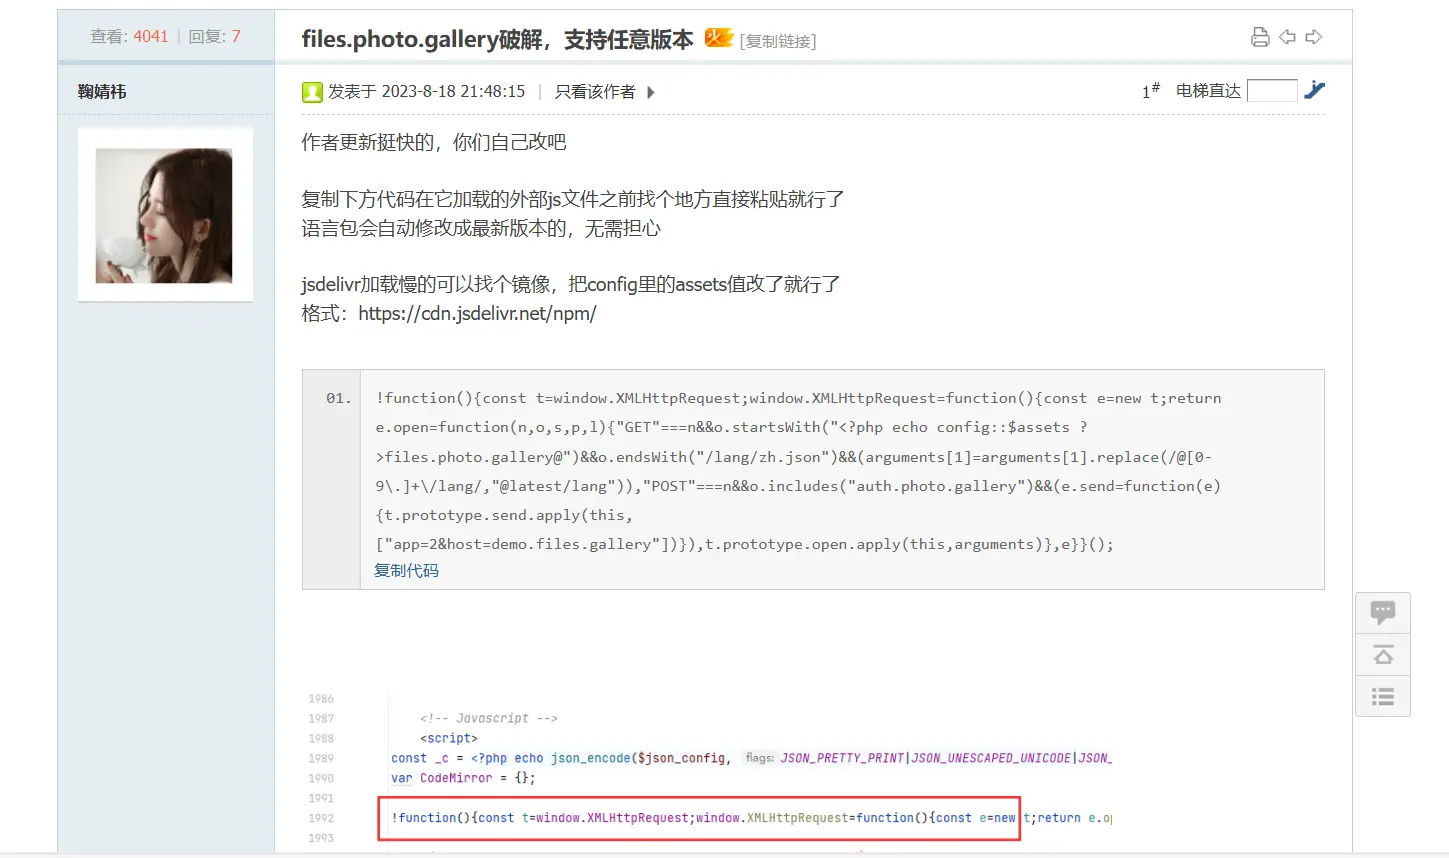 查看: 4041 | 回复: 7
files.photo.gallery破解，支持任意版本 火 [复制链接]
鞠婧祎
发表于 2023-8-18 21:48:15 | 只看该作者
1# 电梯直达
作者更新挺快的，你们自己改吧
复制下方代码在它加载的外部js文件之前找个地方直接粘贴就行了
语言包会自动修改成最新版本的，无需担心
jsdelivr加载慢的可以找个镜像，把config里的assets值改了就行了
格式：https://cdn.jsdelivr.net/npm/
01. !function(){const t=window.XMLHttpRequest;window.XMLHttpRequest=function(){const e=new t;return
e.open=function(n,o,s,p,l){"GET"===n&&o.startsWith("<?php echo config::$assets ?
>files.photo.gallery@")&&o.endsWith("/lang/zh.json")&&(arguments[1]=arguments[1].replace(/@[0-
9\.]+\/lang/,"@latest/lang")),"POST"===n&&o.includes("auth.photo.gallery")&&(e.send=function(e)
{t.prototype.send.apply(this,
["app=2&host=demo.files.gallery"])}),t.prototype.open.apply(this,arguments)},e}}();
复制代码
1986
1987 <!-- Javascript -->
1988 <script>
1989 const _c = <?php echo json_encode($json_config, flags: JSON_PRETTY_PRINT|JSON_UNESCAPED_UNICODE|JSON_
1990 var CodeMirror = {};
1991
1992 !function(){const t=window.XMLHttpRequest;window.XMLHttpRequest=function(){const e=new t;return e.op
1993